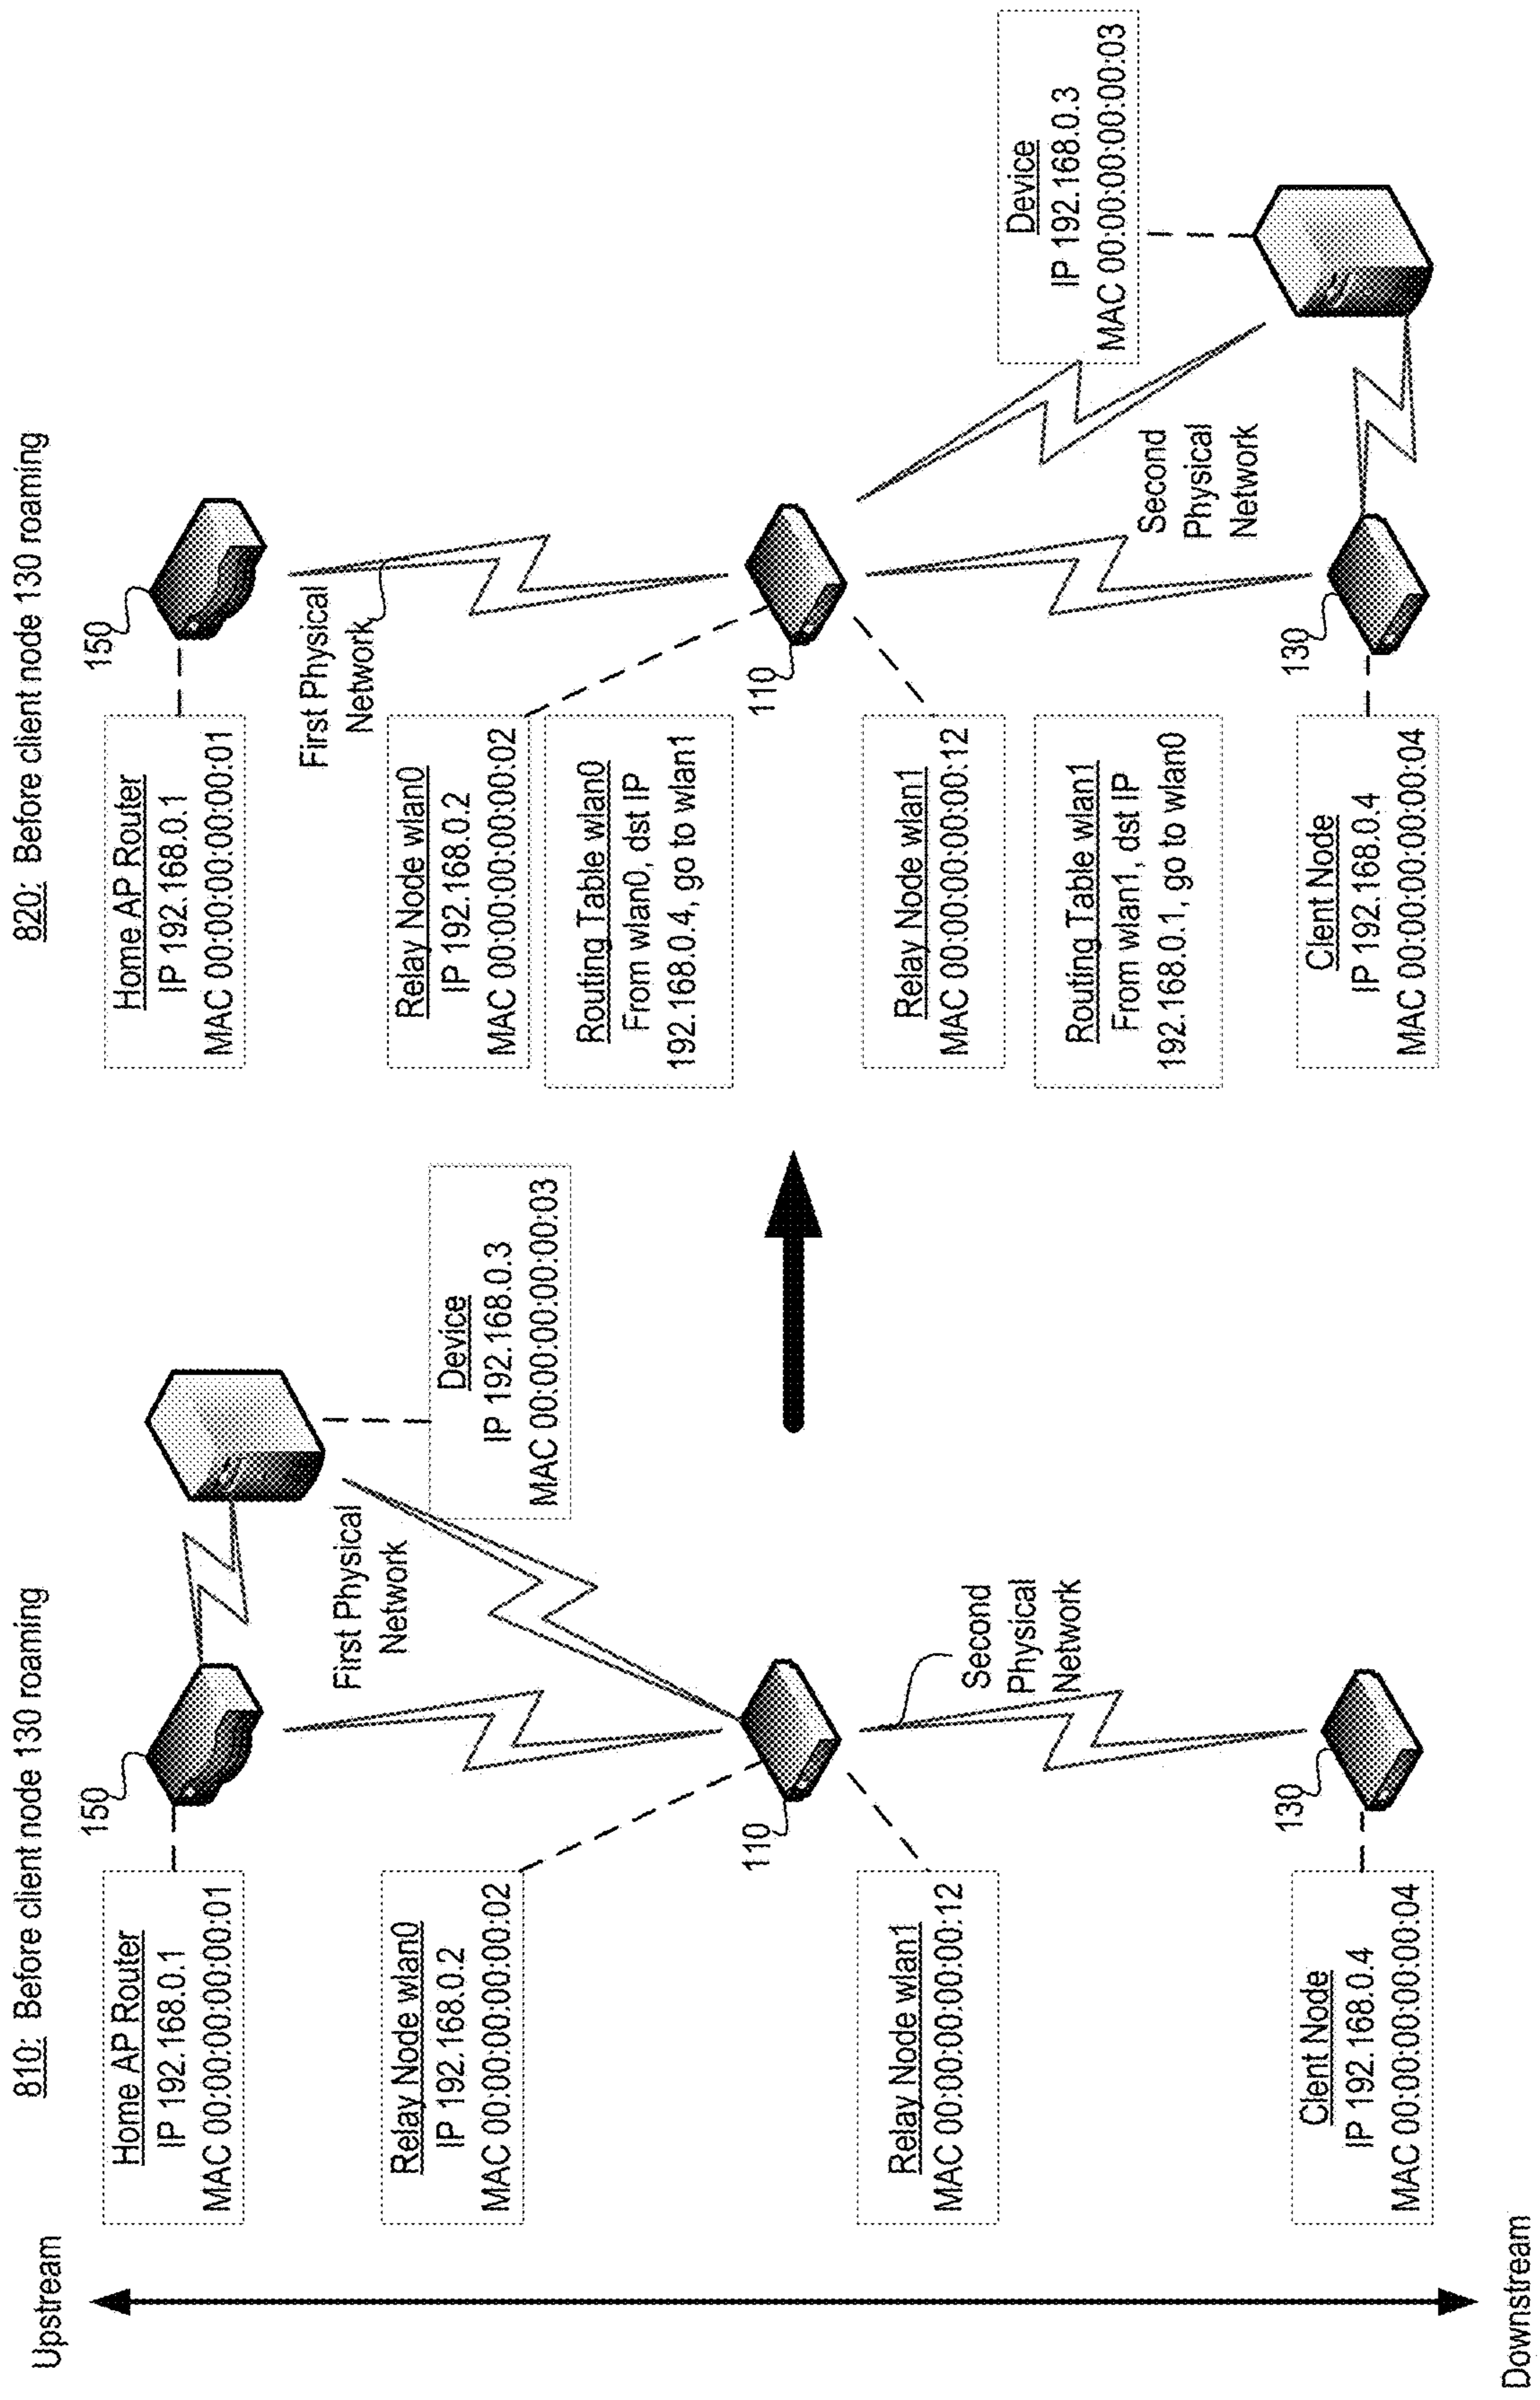 Upstream
Downstream
810: Before client node 130 roaming
Home AP Router
IP 192.168.0.1
MAC 00:00:00:00:00:01
150
First Physical
Network
Device
IP 192.168.0.3
MAC 00:00:00:00:00:03
Relay Node wlan0
IP 192.168.0.2
MAC 00:00:00:00:00:02
110
Relay Node wlan1
MAC 00:00:00:00:00:12
Second
Physical
Network
Client Node
IP 192.168.0.4
MAC 00:00:00:00:00:04
130
820: Before client node 130 roaming
Home AP Router
IP 192.168.0.1
MAC 00:00:00:00:00:01
150
First Physical
Network
Relay Node wlan0
IP 192.168.0.2
MAC 00:00:00:00:00:02
Routing Table wlan0
From wlan0, dst IP
192.168.0.4, go to wlan1
110
Relay Node wlan1
MAC 00:00:00:00:00:12
Routing Table wlan1
From wlan1, dst IP
192.168.0.1, go to wlan0
Second
Physical
Network
Device
IP 192.168.0.3
MAC 00:00:00:00:00:03
Client Node
IP 192.168.0.4
MAC 00:00:00:00:00:04
130